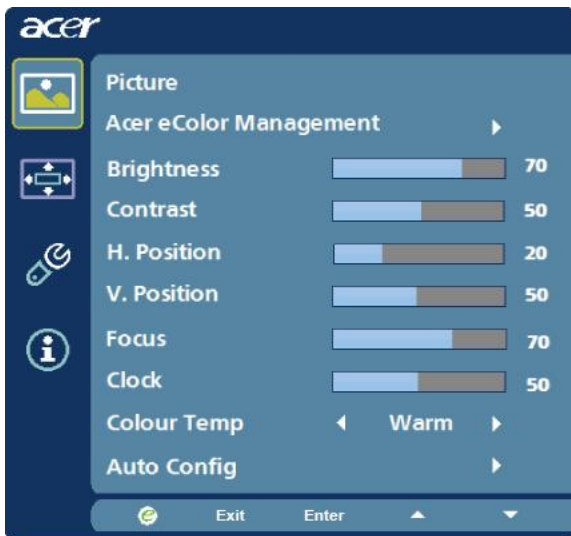 acer
Picture
Acer eColor Management
Brightness 70
Contrast 50
H. Position 20
V. Position 50
Focus 70
Clock 50
Colour Temp Warm
Auto Config
e Exit Enter